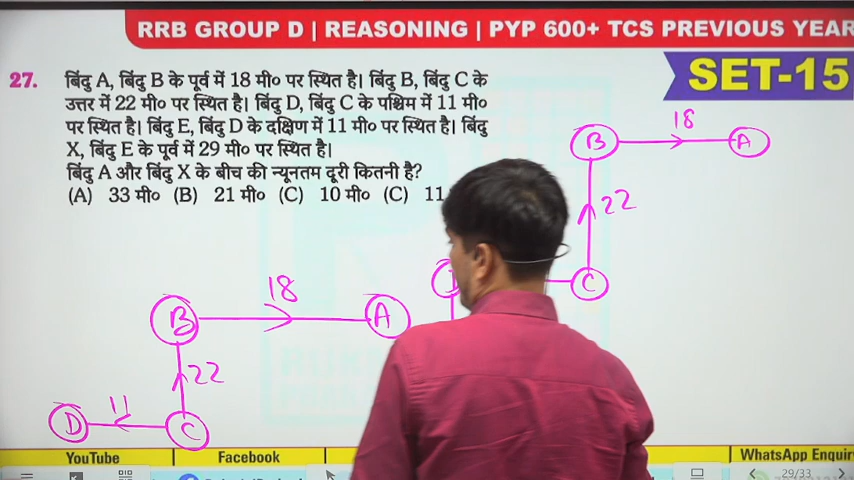 RRB GROUP D | REASONING | PYP 600+ TCS PREVIOUS YEAR
SET-15
27. बिंदु A, बिंदु B के पूर्व में 18 मी० पर स्थित है। बिंदु B, बिंदु C के
उत्तर में 22 मी० पर स्थित है। बिंदु D, बिंदु C के पश्चिम में 11 मी०
पर स्थित है। बिंदु E, बिंदु D के दक्षिण में 11 मी० पर स्थित है। बिंदु
X, बिंदु E के पूर्व में 29 मी० पर स्थित है।
बिंदु A और बिंदु X के बीच की न्यूनतम दूरी कितनी है?
(A) 33 मी० (B) 21 मी० (C) 10 मी० (C) 11
18
B A
22
C
18
B A
22
11
D C
YouTube Facebook WhatsApp Enquiry
29/33